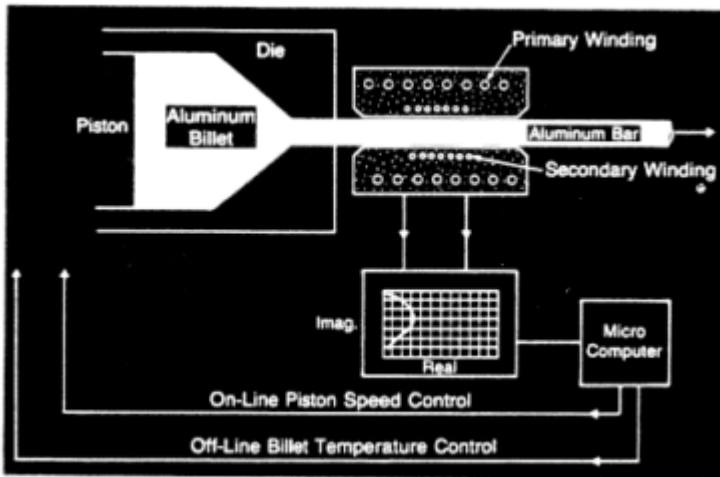 Die
Primary Winding
Piston
Aluminum
Billet
Aluminum Bar
Secondary Winding
Imag.
Real
Micro
Computer
On-Line Piston Speed Control
Off-Line Billet Temperature Control